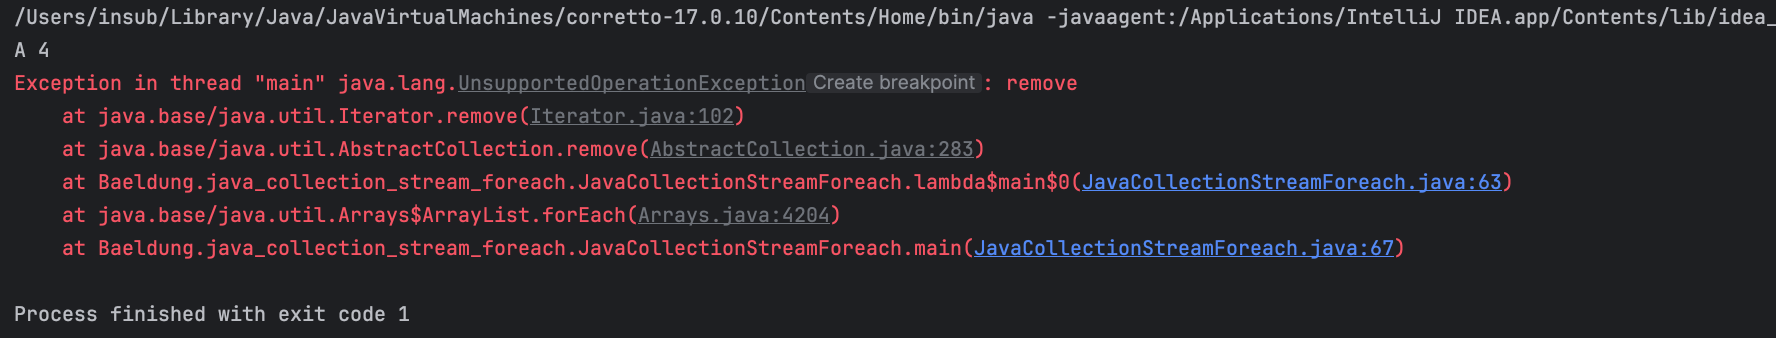 /Users/insub/Library/Java/JavaVirtualMachines/corretto-17.0.10/Contents/Home/bin/java -javaagent:/Applications/IntelliJ IDEA.app/Contents/lib/idea_
A 4
Exception in thread "main" java.lang.UnsupportedOperationException Create breakpoint : remove
    at java.base/java.util.Iterator.remove(Iterator.java:102)
    at java.base/java.util.AbstractCollection.remove(AbstractCollection.java:283)
    at Baeldung.java_collection_stream_foreach.JavaCollectionStreamForeach.lambda$main$0(JavaCollectionStreamForeach.java:63)
    at java.base/java.util.Arrays$ArrayList.forEach(Arrays.java:4204)
    at Baeldung.java_collection_stream_foreach.JavaCollectionStreamForeach.main(JavaCollectionStreamForeach.java:67)
Process finished with exit code 1